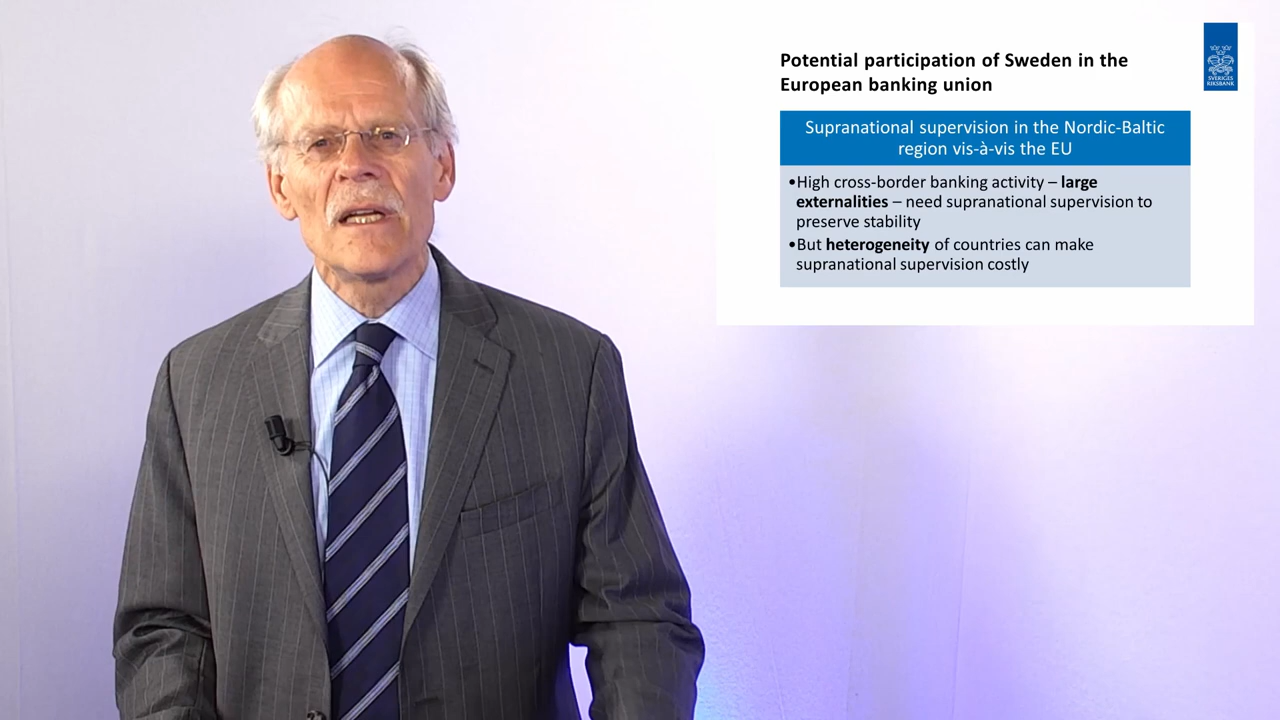 Potential participation of Sweden in the
European banking union
SVERIGES
RIKSBANK
Supranational supervision in the Nordic-Baltic
region vis-à-vis the EU
•High cross-border banking activity – large
externalities – need supranational supervision to
preserve stability
•But heterogeneity of countries can make
supranational supervision costly